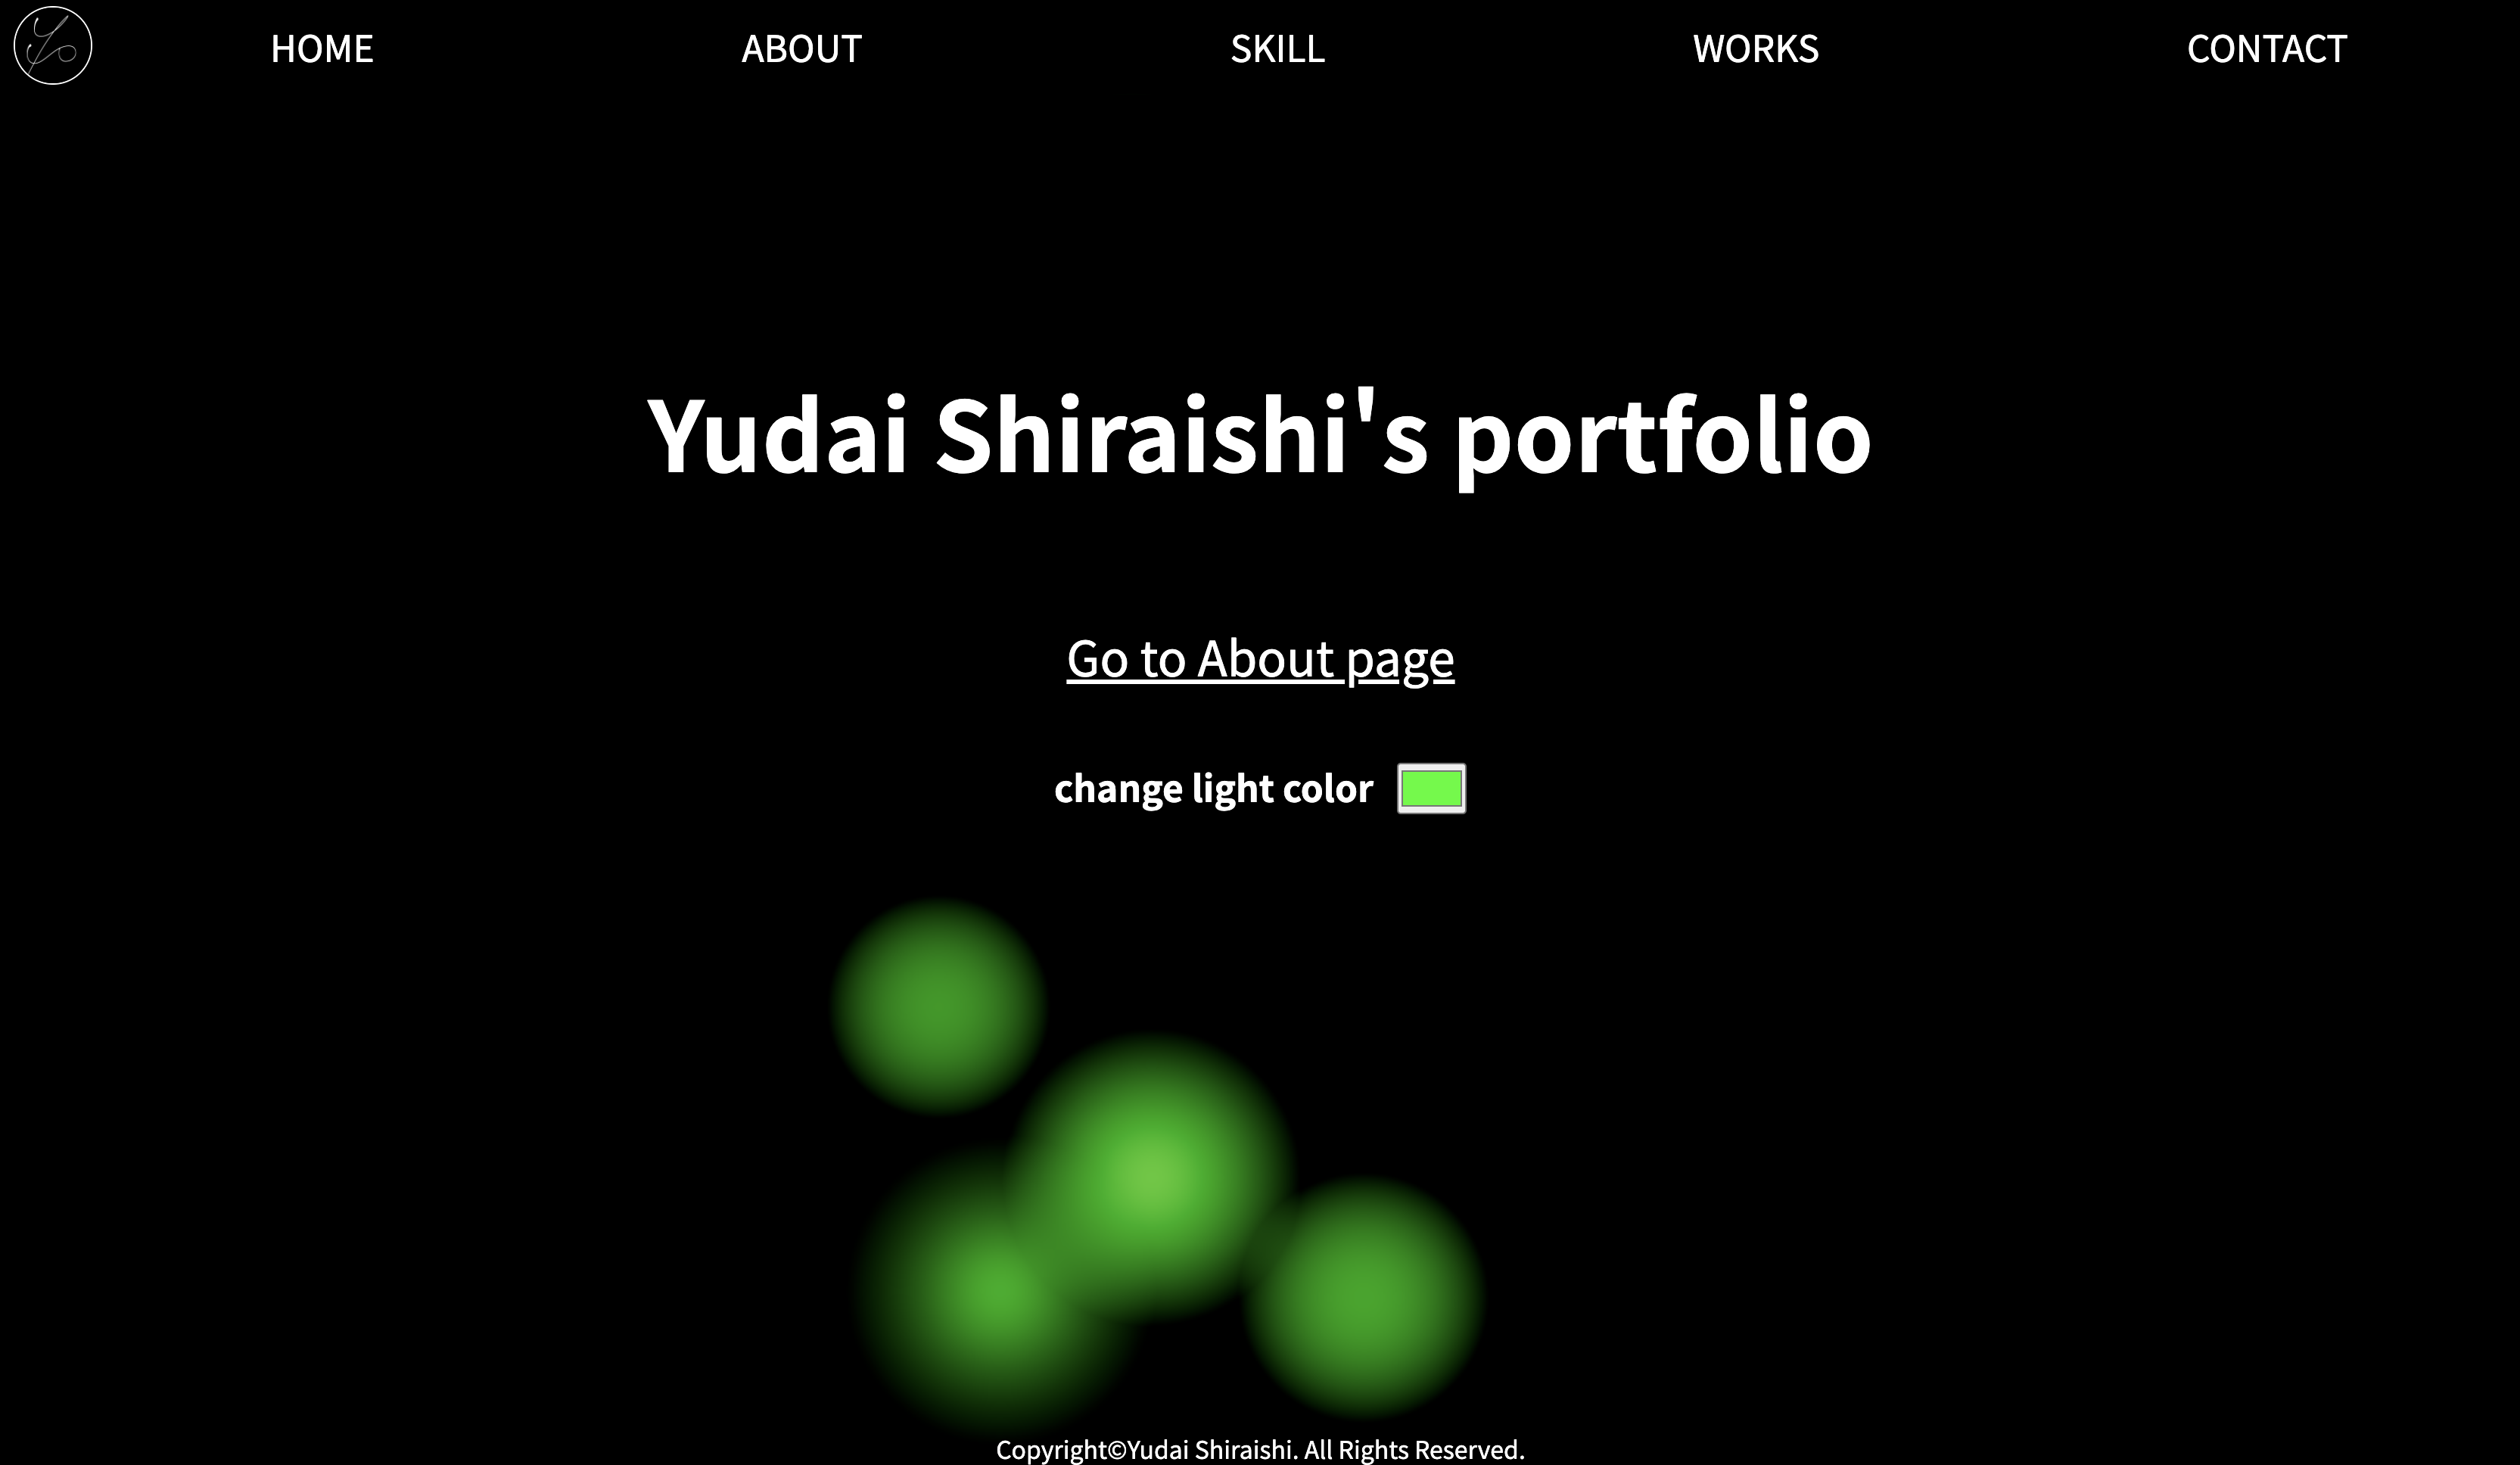 HOME ABOUT SKILL WORKS CONTACT
Yudai Shiraishi's portfolio
Go to About page
change light color
Copyright©Yudai Shiraishi. All Rights Reserved.